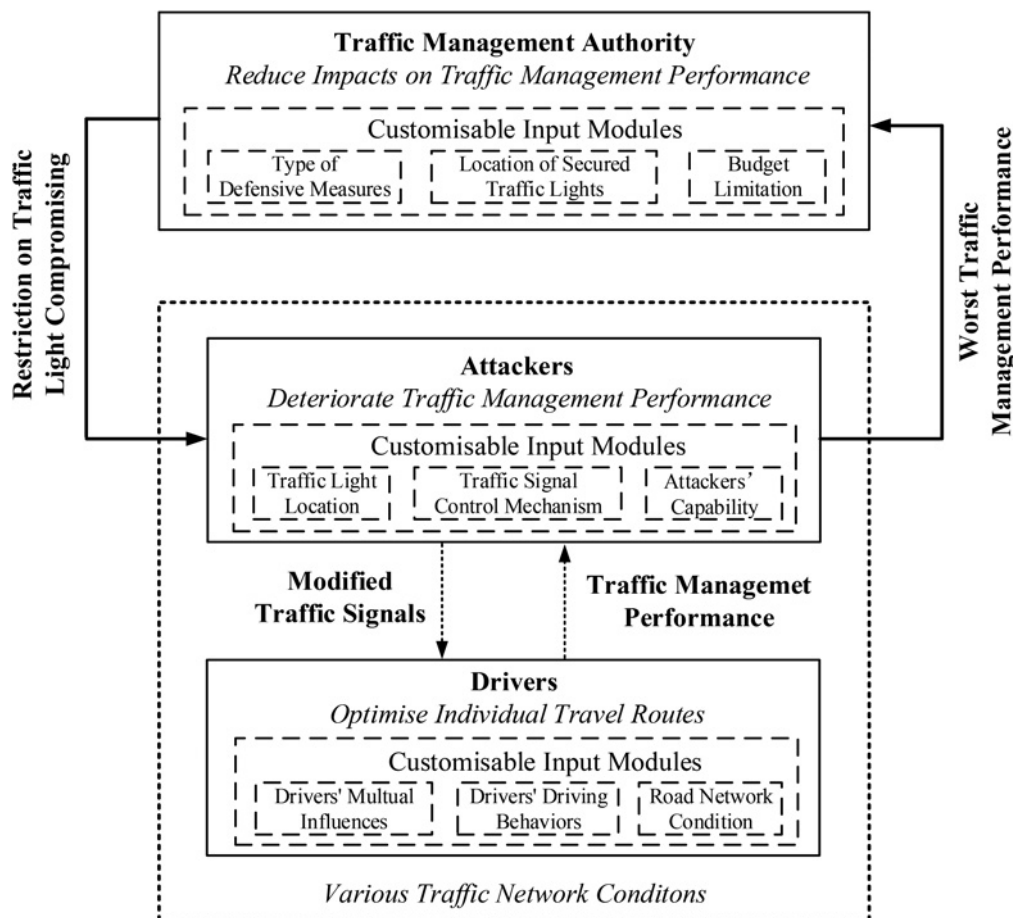 Traffic Management Authority
Reduce Impacts on Traffic Management Performance
Customisable Input Modules
Type of
Defensive Measures
Location of Secured
Traffic Lights
Budget
Limitation
Restriction on Traffic
Light Compromising
Worst Traffic
Management Performance
Attackers
Deteriorate Traffic Management Performance
Customisable Input Modules
Traffic Light
Location
Traffic Signal
Control Mechanism
Attackers’
Capability
Modified
Traffic Signals
Traffic Managemet
Performance
Drivers
Optimise Individual Travel Routes
Customisable Input Modules
Drivers' Multual
Influences
Drivers' Driving
Behaviors
Road Network
Condition
Various Traffic Network Conditons